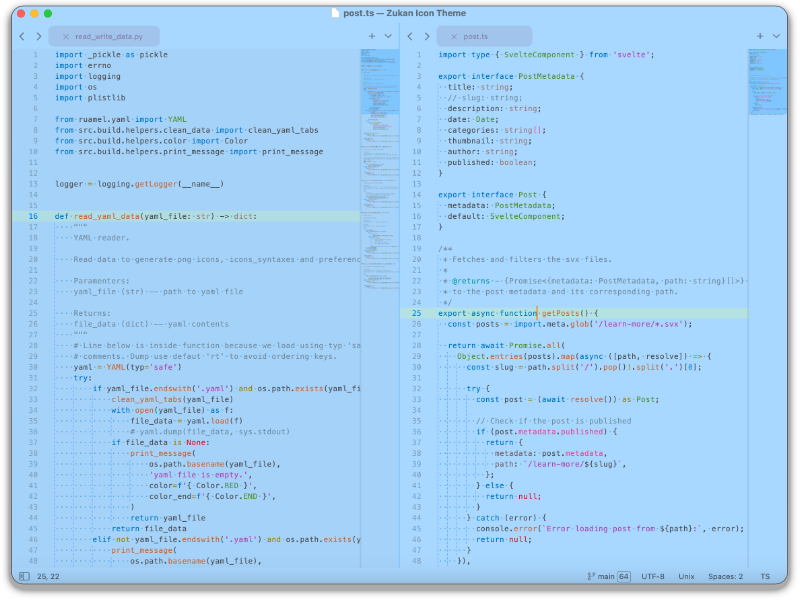 post.ts — Zukan Icon Theme
read_write_data.py
1 import _pickle as pickle
2 import errno
3 import logging
4 import os
5 import plistlib
6
7 from ruamel.yaml import YAML
8 from src.build.helpers.clean_data import clean_yaml_tabs
9 from src.build.helpers.color import Color
10 from src.build.helpers.print_message import print_message
11
12
13 logger = logging.getLogger(__name__)
14
15
16 def read_yaml_data(yaml_file: str) -> dict:
17 """
18 YAML reader.
19
20 Read data to generate png-icons, icons_syntaxes and preferenc
21
22 Paramenters:
23 yaml_file (str) -- path to yaml file
24
25 Returns:
26 file_data (dict) -- yaml contents
27 """
28 # Line below is inside function because we load using typ 'sa
29 # comments. Dump use defaut 'rt' to avoid ordering keys.
30 yaml = YAML(typ='safe')
31 try:
32 if yaml_file.endswith('.yaml') and os.path.exists(yaml_fi
33 clean_yaml_tabs(yaml_file)
34 with open(yaml_file) as f:
35 file_data = yaml.load(f)
36 # yaml.dump(file_data, sys.stdout)
37 if file_data is None:
38 print_message(
39 os.path.basename(yaml_file),
40 'yaml file is empty.',
41 color=f'{ Color.RED }',
42 color_end=f'{ Color.END }',
43 )
44 return yaml_file
45 return file_data
46 elif not yaml_file.endswith('.yaml') and os.path.exists(y
47 print_message(
48 os.path.basename(yaml_file),
post.ts
1 import type { SvelteComponent } from 'svelte';
2
3 export interface PostMetadata {
4 title: string;
5 // slug: string;
6 description: string;
7 date: Date;
8 categories: string[];
9 thumbnail: string;
10 author: string;
11 published: boolean;
12 }
13
14 export interface Post {
15 metadata: PostMetadata;
16 default: SvelteComponent;
17 }
18
19 /**
20 * Fetches and filters the svx files.
21 *
22 * @returns - {Promise<{metadata: PostMetadata, path: string}[]>}
23 * to the post metadata and its corresponding path.
24 */
25 export async function getPosts() {
26 const posts = import.meta.glob('/learn-more/*.svx');
27
28 return await Promise.all(
29 Object.entries(posts).map(async ([path, resolve]) => {
30 const slug = path.split('/').pop()!.split('.')[0];
31
32 try {
33 const post = (await resolve()) as Post;
34
35 // Check if the post is published
36 if (post.metadata.published) {
37 return {
38 metadata: post.metadata,
39 path: `/learn-more/${slug}`,
40 };
41 } else {
42 return null;
43 }
44 } catch (error) {
45 console.error(`Error loading post from ${path}:`, error);
46 return null;
47 }
48 }),
25, 22
main 64 UTF-8 Unix Spaces: 2 TS